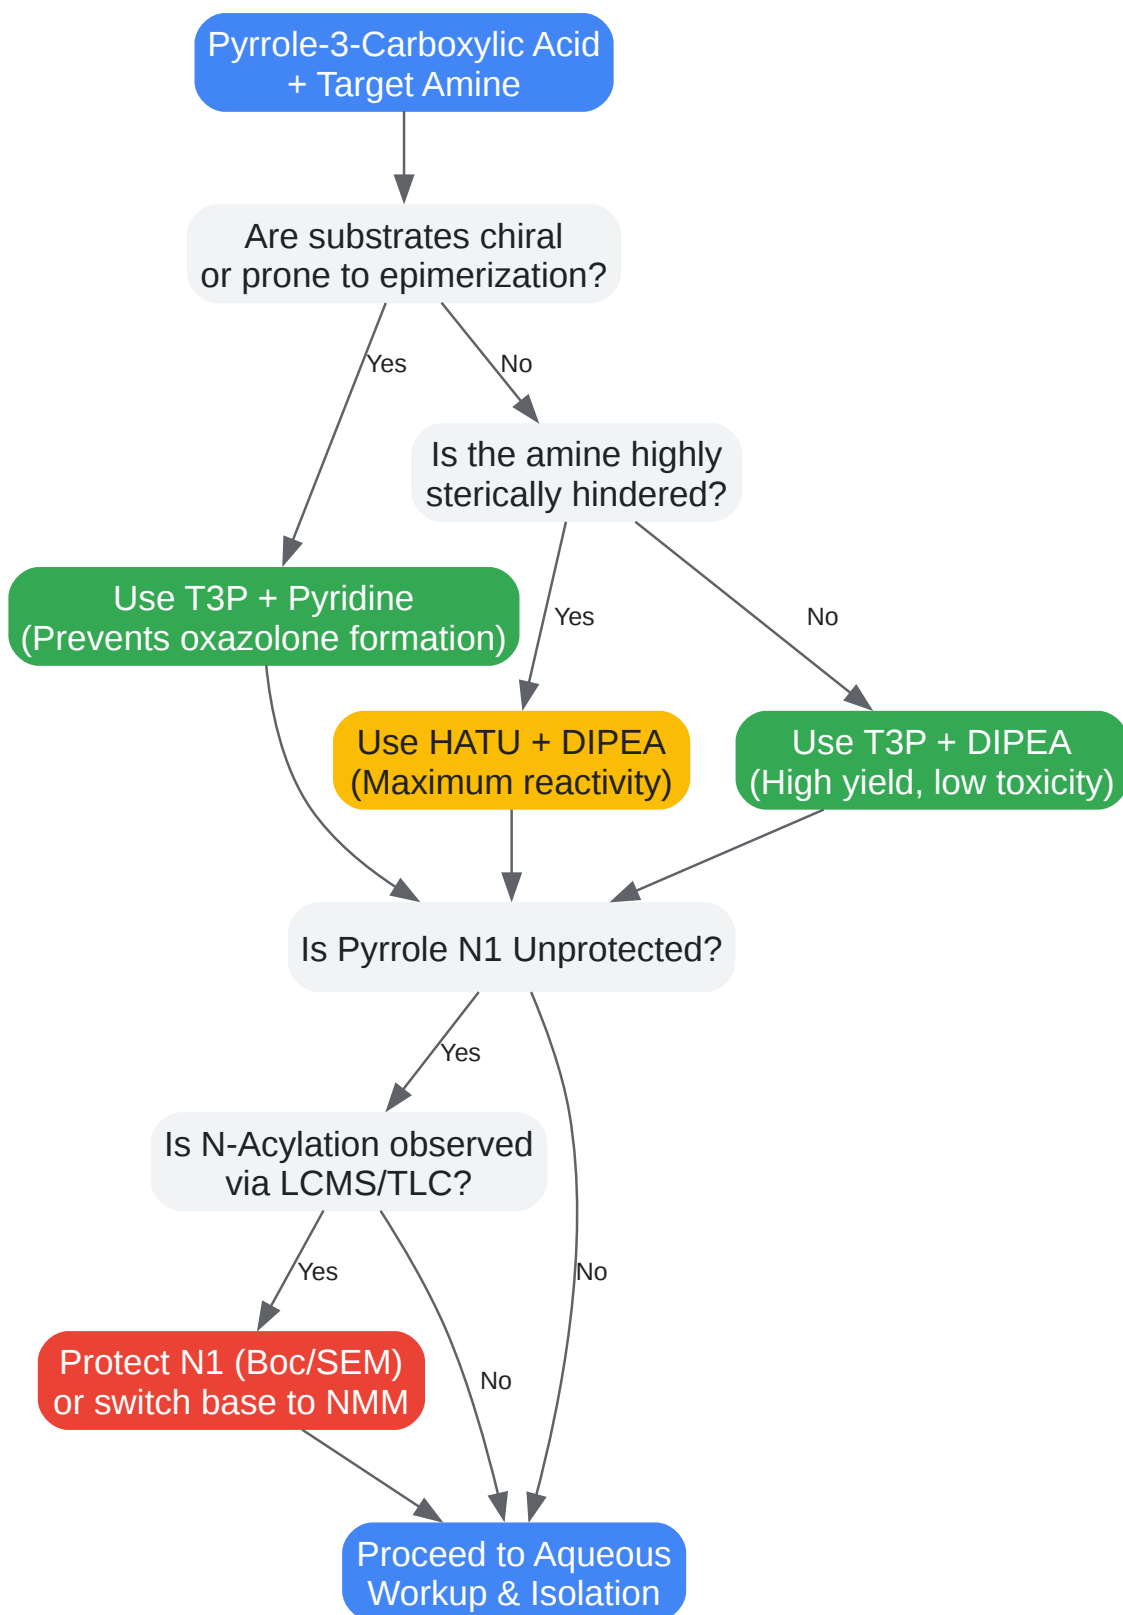 Pyrrole-3-Carboxylic Acid
+ Target Amine
Are substrates chiral
or prone to epimerization?
Yes
No
Is the amine highly
sterically hindered?
Use T3P + Pyridine
(Prevents oxazolone formation)
Yes
No
Use HATU + DIPEA
(Maximum reactivity)
Use T3P + DIPEA
(High yield, low toxicity)
Is Pyrrole N1 Unprotected?
Yes
Is N-Acylation observed
via LCMS/TLC?
Yes
No
Protect N1 (Boc/SEM)
or switch base to NMM
No
Proceed to Aqueous
Workup & Isolation